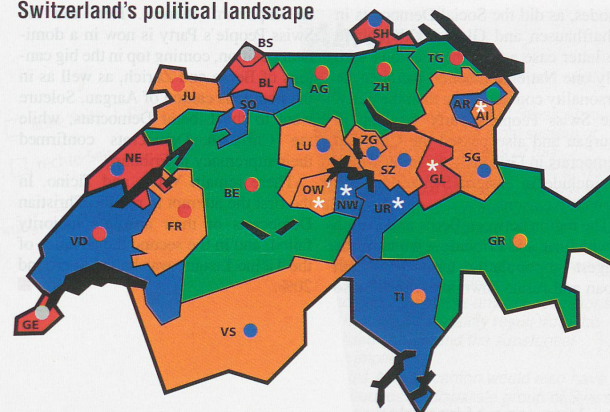 Switzerland's political landscape
BS
SH
BL
TG
JU
AG
ZH
SO
AR
AI
NE
LU
ZG
SZ
GL
SG
BE
OW
NW
UR
FR
VD
GR
TI
VS
GE